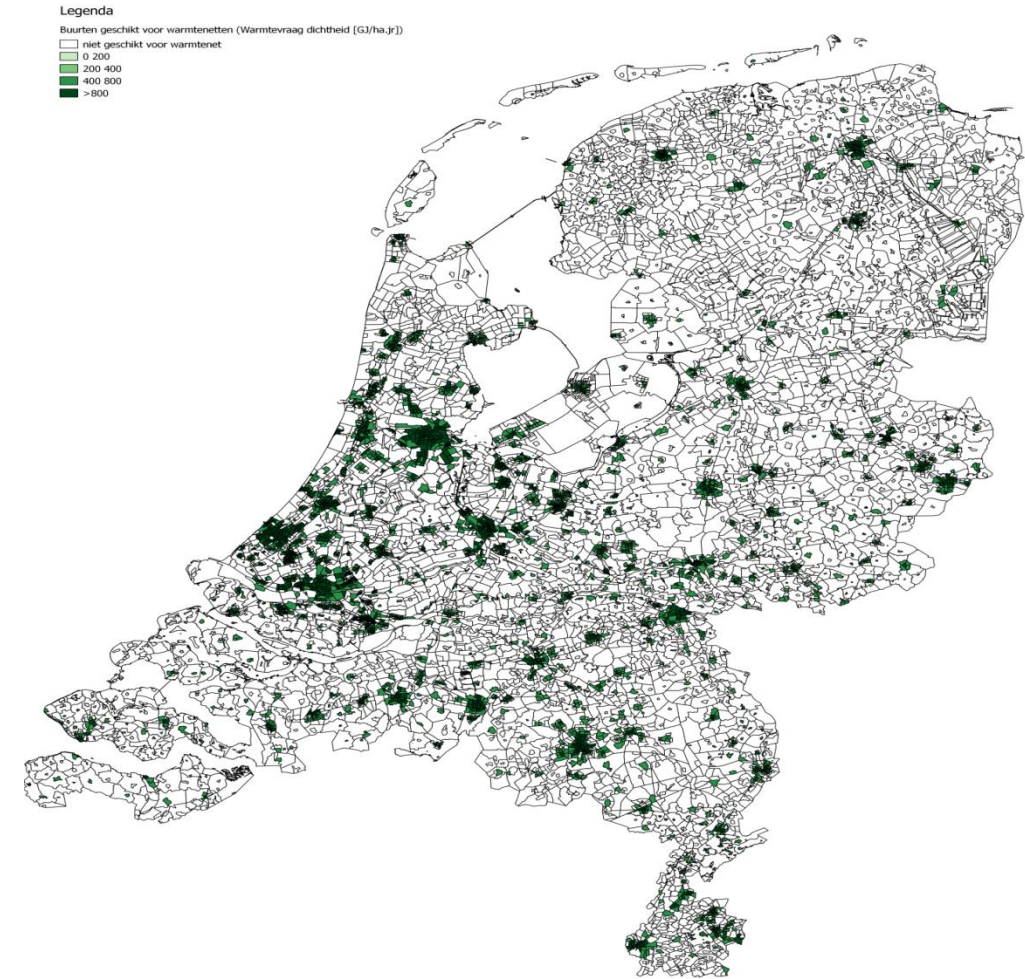 Legenda
Buurten geschikt voor warmtenetten (Warmtevraag dichtheid [GJ/ha.jr])
niet geschikt voor warmtenet
0 200
200 400
400 800
>800